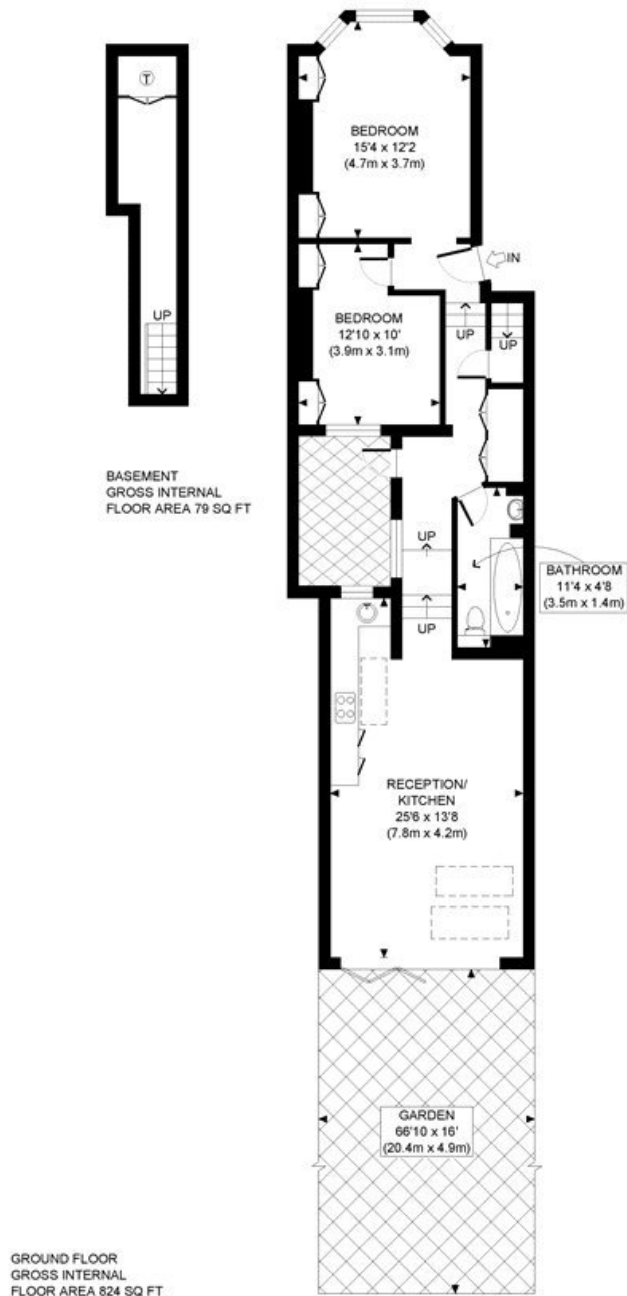 T
BEDROOM
15'4 x 12'2
(4.7m x 3.7m)
IN
UP
UP
UP
BEDROOM
12'10 x 10'
(3.9m x 3.1m)
BASEMENT
GROSS INTERNAL
FLOOR AREA 79 SQ FT
UP
UP
BATHROOM
11'4 x 4'8
(3.5m x 1.4m)
RECEPTION/
KITCHEN
25'6 x 13'8
(7.8m x 4.2m)
GARDEN
66'10 x 16'
(20.4m x 4.9m)
GROUND FLOOR
GROSS INTERNAL
FLOOR AREA 824 SQ FT